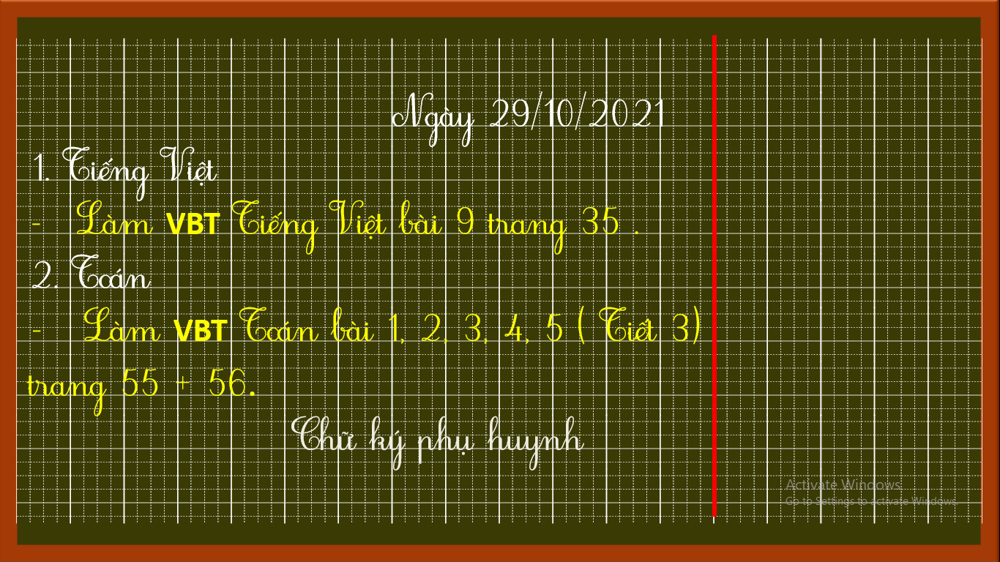 Ngày 29/10/2021
1. Tiếng Việt
- Làm VBT Tiếng Việt bài 9 trang 35 .
2. Toán
- Làm VBT Toán bài 1, 2, 3, 4, 5 ( Tiết 3)
trang 55 + 56.
Chữ ký phụ huynh
Activate Windows
Go to Settings to activate Windows.